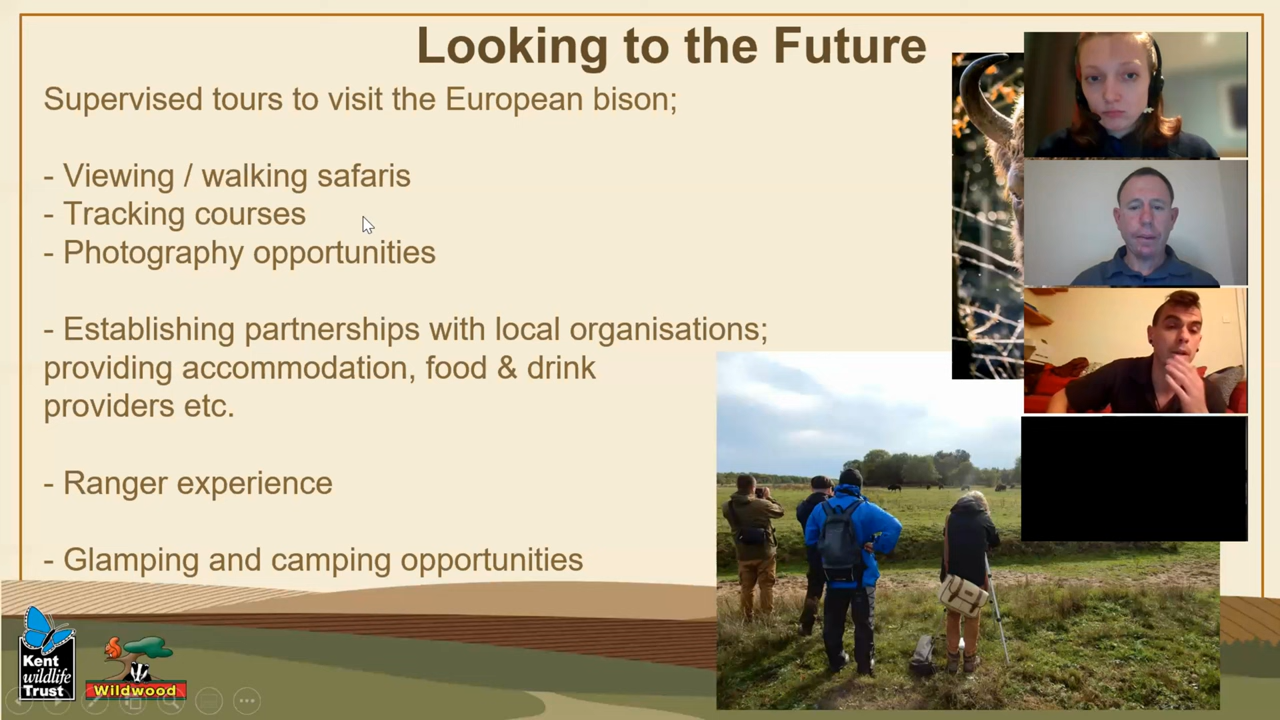 Looking to the Future
Supervised tours to visit the European bison;
- Viewing / walking safaris
- Tracking courses
- Photography opportunities
- Establishing partnerships with local organisations;
providing accommodation, food & drink
providers etc.
- Ranger experience
- Glamping and camping opportunities
Kent
wildlife
Trust
Wildwood